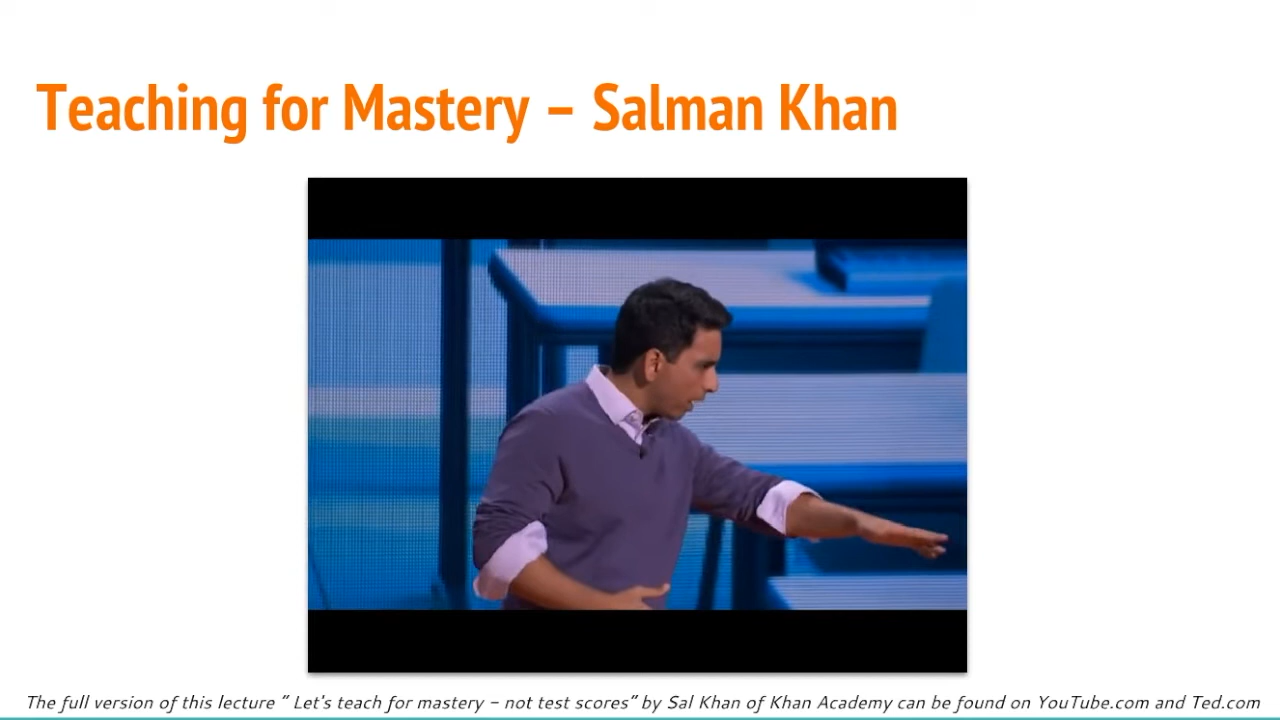 Teaching for Mastery – Salman Khan
The full version of this lecture “ Let's teach for mastery – not test scores” by Sal Khan of Khan Academy can be found on YouTube.com and Ted.com